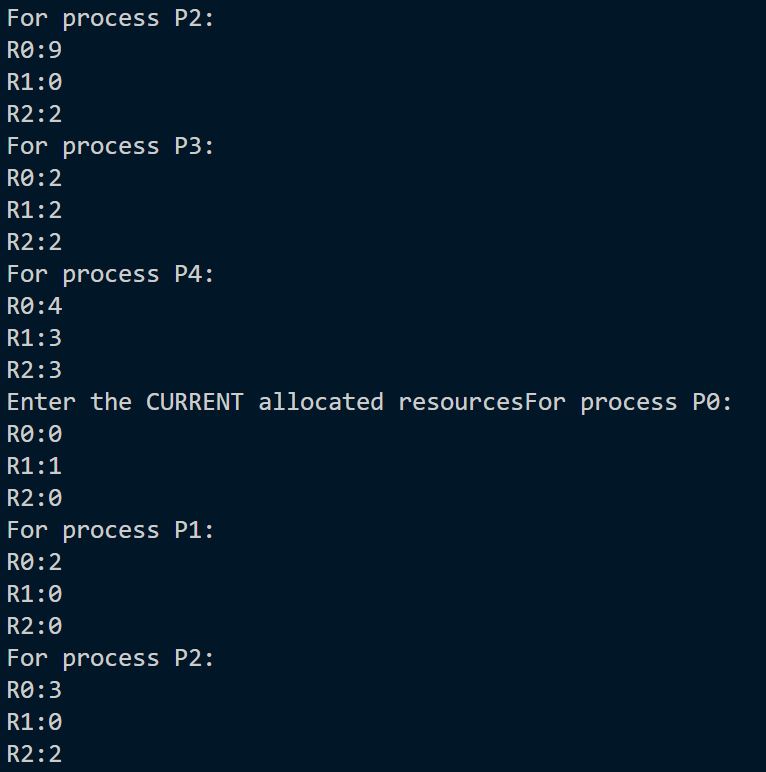 For process P2:
R0:9
R1:0
R2:2
For process P3:
R0:2
R1:2
R2:2
For process P4:
R0:4
R1:3
R2:3
Enter the CURRENT allocated resourcesFor process P0:
R0:0
R1:1
R2:0
For process P1:
R0:2
R1:0
R2:0
For process P2:
R0:3
R1:0
R2:2